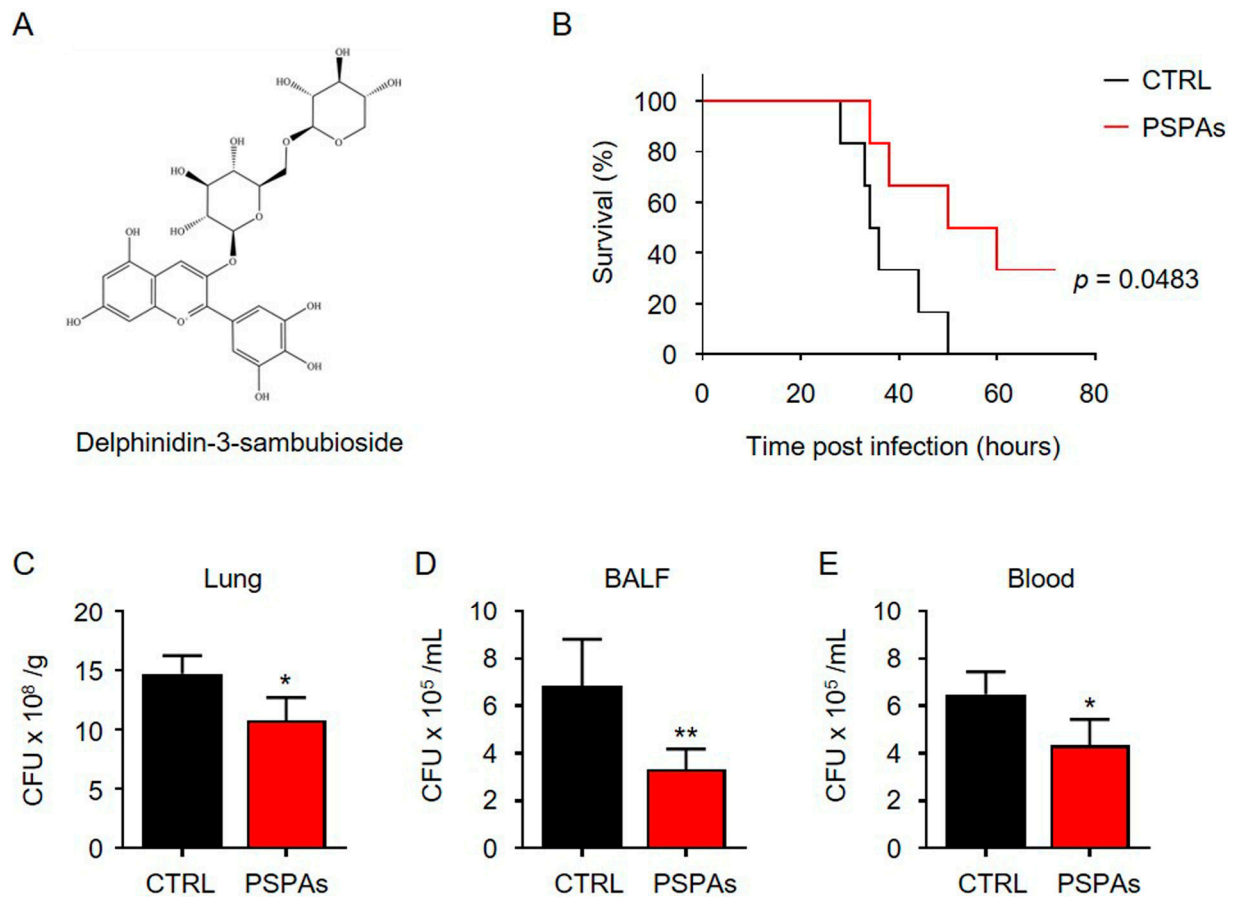 A
OH
HO
OH
O
O
OH
HO
O
HO
HO
O
OH
OH
HO
O⁺
OH
OH
OH
Delphinidin-3-sambubioside
B
CTRL
PSPAs
Survival (%)
100
80
60
40
20
0
p = 0.0483
0 20 40 60 80
Time post infection (hours)
C
Lung
CFU x 10⁸ /g
20
15
10
5
0
*
CTRL PSPAs
D
BALF
CFU x 10⁵ /mL
10
8
6
4
2
0
**
CTRL PSPAs
E
Blood
CFU x 10⁵ /mL
10
8
6
4
2
0
*
CTRL PSPAs